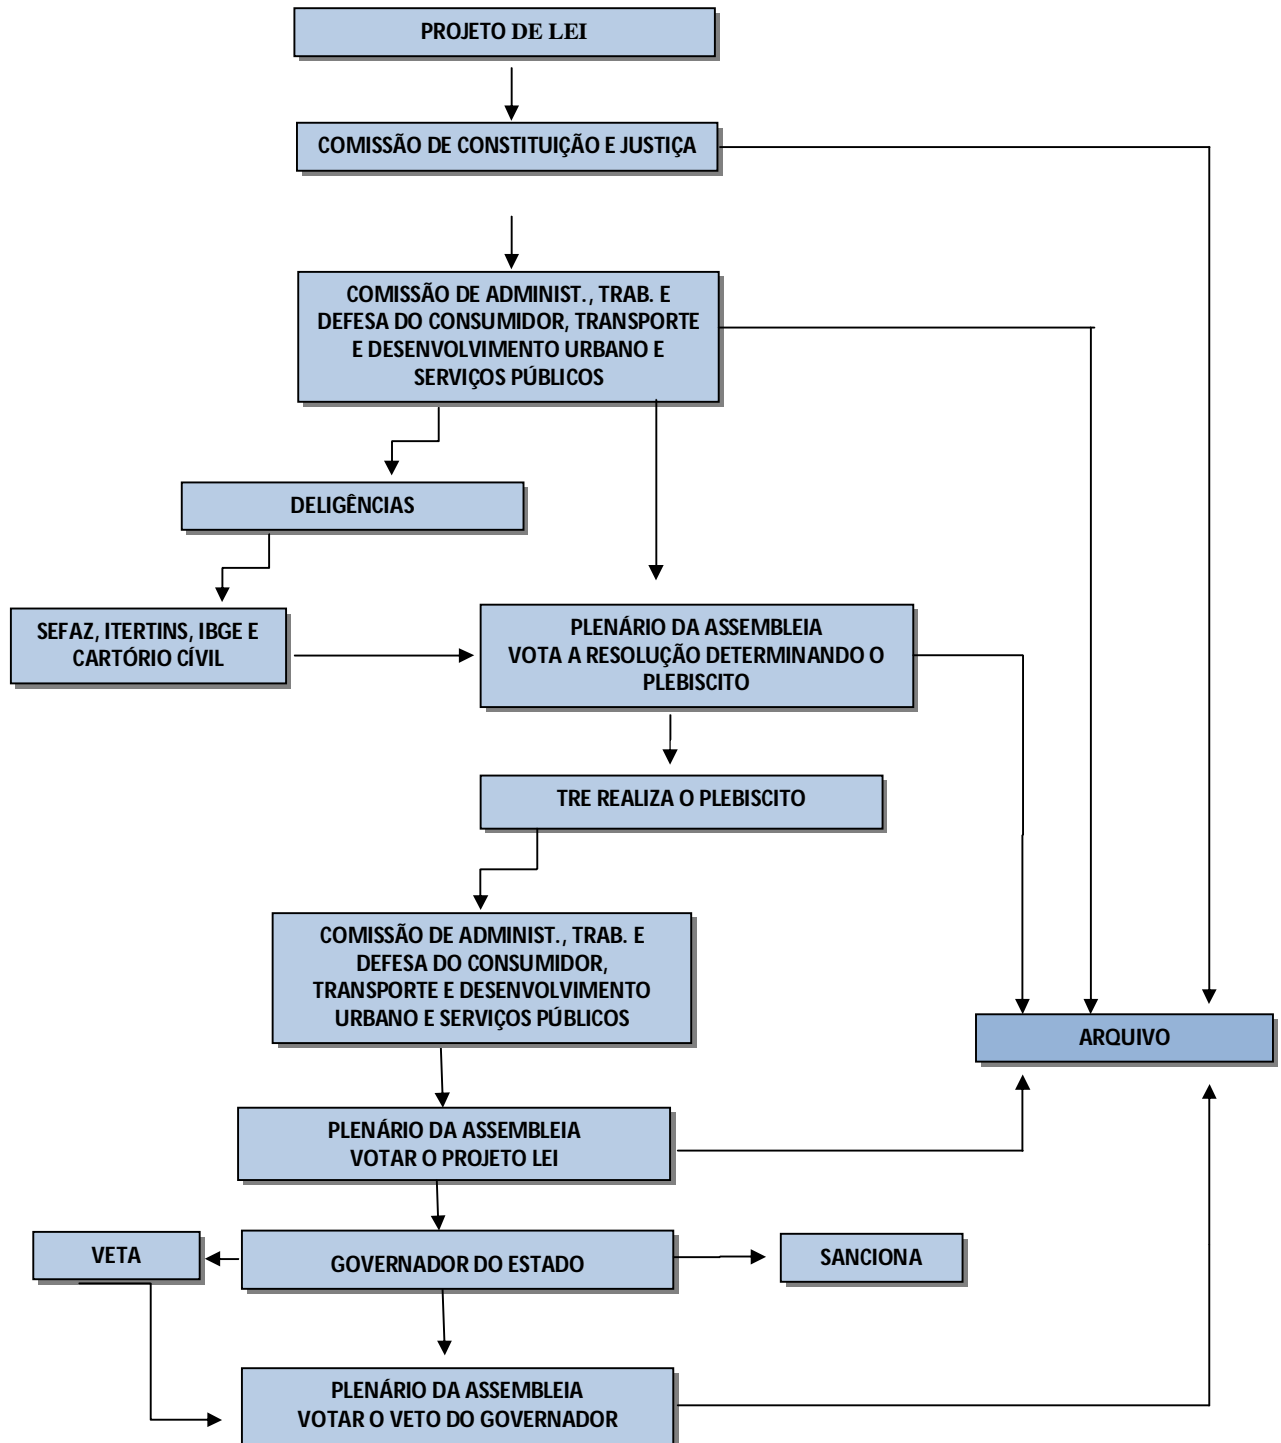 PROJETO DE LEI
COMISSÃO DE CONSTITUIÇÃO E JUSTIÇA
COMISSÃO DE ADMINIST., TRAB. E
DEFESA DO CONSUMIDOR, TRANSPORTE
E DESENVOLVIMENTO URBANO E
SERVIÇOS PÚBLICOS
DELIGÊNCIAS
SEFAZ, ITERTINS, IBGE E
CARTÓRIO CÍVIL
PLENÁRIO DA ASSEMBLEIA
VOTA A RESOLUÇÃO DETERMINANDO O
PLEBISCITO
TRE REALIZA O PLEBISCITO
COMISSÃO DE ADMINIST., TRAB. E
DEFESA DO CONSUMIDOR,
TRANSPORTE E DESENVOLVIMENTO
URBANO E SERVIÇOS PÚBLICOS
ARQUIVO
PLENÁRIO DA ASSEMBLEIA
VOTAR O PROJETO LEI
VETA
GOVERNADOR DO ESTADO
SANCIONA
PLENÁRIO DA ASSEMBLEIA
VOTAR O VETO DO GOVERNADOR